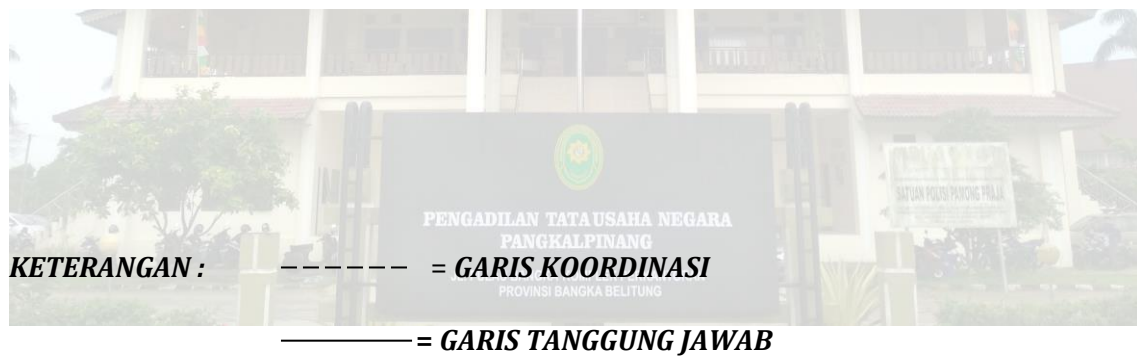 PENGADILAN TATA USAHA NEGARA
PANGKALPINANG
SATUAN POLISI PAMONG PRAJA
KETERANGAN : = GARIS KOORDINASI
PROVINSI BANGKA BELITUNG
= GARIS TANGGUNG JAWAB